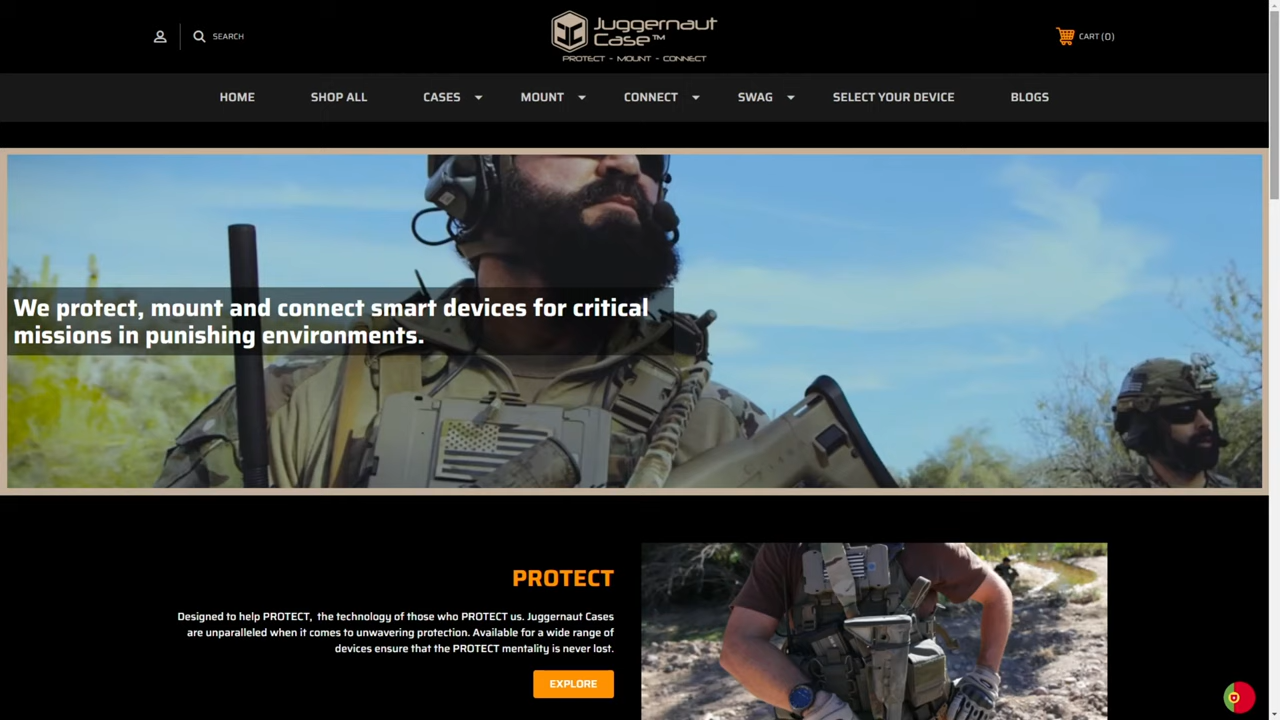 SEARCH
Juggernaut
Case™
PROTECT - MOUNT - CONNECT
CART (0)
HOME
SHOP ALL
CASES
MOUNT
CONNECT
SWAG
SELECT YOUR DEVICE
BLOGS
We protect, mount and connect smart devices for critical
missions in punishing environments.
PROTECT
Designed to help PROTECT, the technology of those who PROTECT us. Juggernaut Cases
are unparalleled when it comes to unwavering protection. Available for a wide range of
devices ensure that the PROTECT mentality is never lost.
EXPLORE